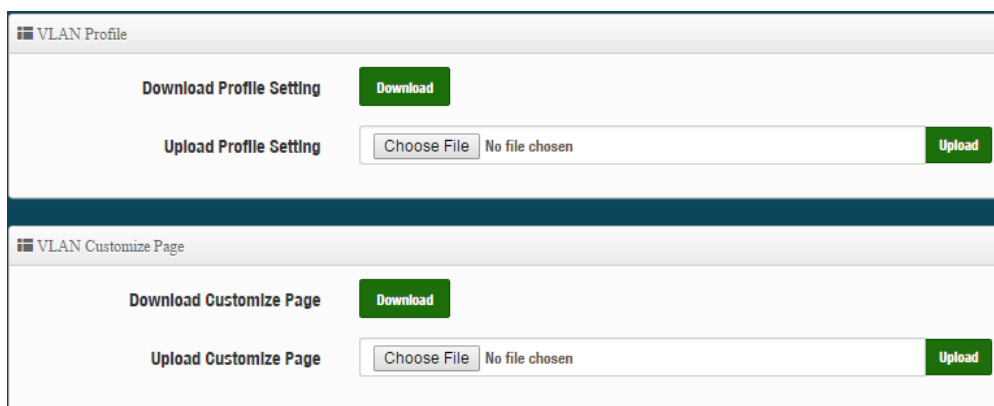 VLAN Profile
Download Profile Setting Download
Upload Profile Setting Choose File No file chosen Upload
VLAN Customize Page
Download Customize Page Download
Upload Customize Page Choose File No file chosen Upload